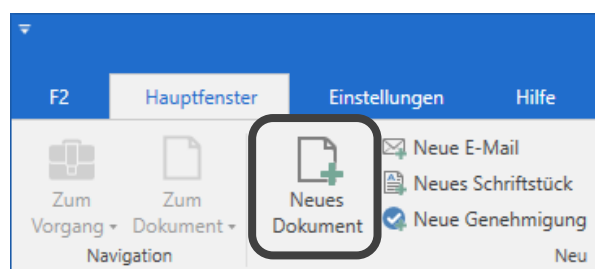 F2 Hauptfenster Einstellungen Hilfe
Zum Vorgang
Zum Dokument
Navigation
Neues Dokument
Neue E-Mail
Neues Schriftstück
Neue Genehmigung
Neu